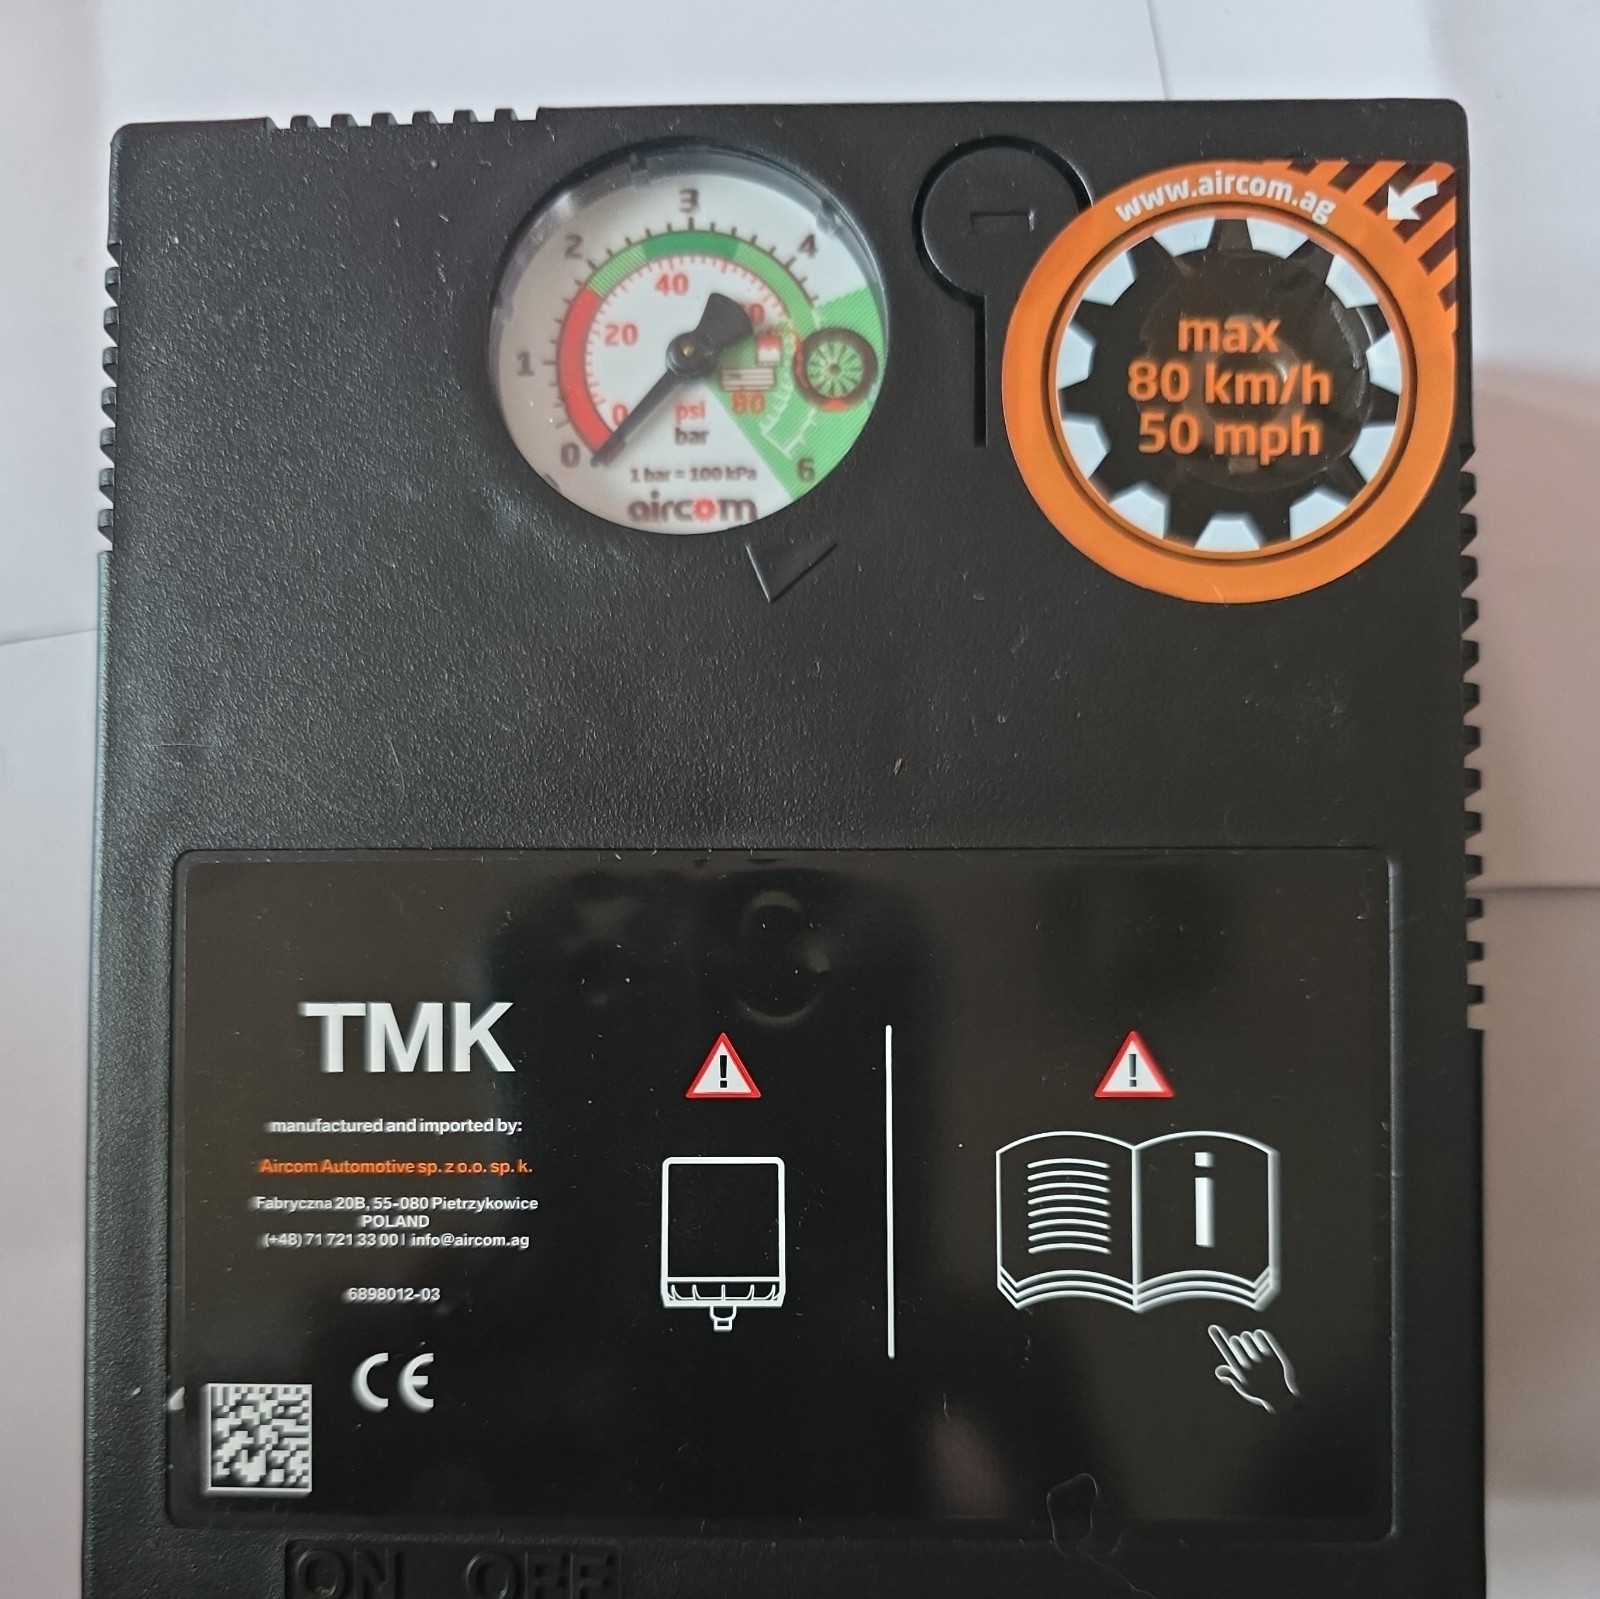 3
2
4
40
20
1
0
psi
80
bar
0
6
1 bar = 100 kPa
aircom
www.aircom.ag
max
80 km/h
50 mph
TMK
manufactured and imported by:
Aircom Automotive sp. z o.o. sp. k.
Fabryczna 20B, 55-080 Pietrzykowice
POLAND
(+48) 71 721 33 00 | info@aircom.ag
6898012-03
CE
i
ON OFF